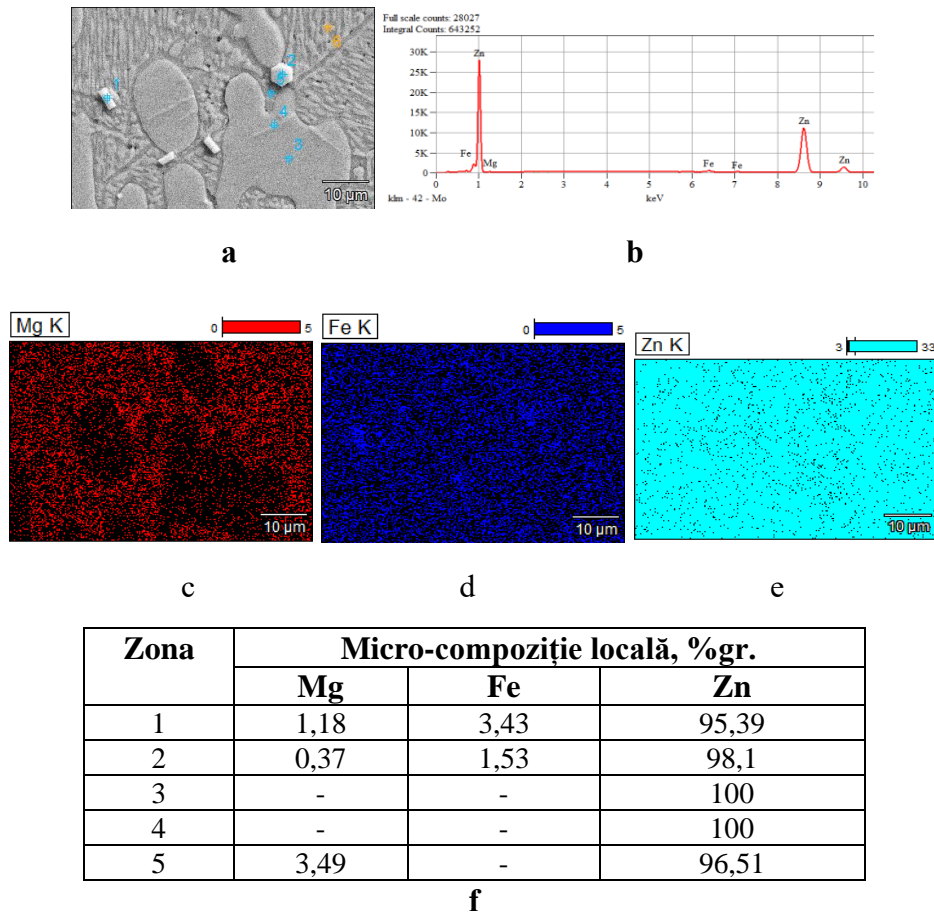 Full scale counts: 28027
Integral Counts: 643252
1
2
4
3
10 µm
30K
25K
20K
15K
10K
5K
0
Zn
Fe
Mg
Fe
Fe
Zn
Zn
0 1 2 3 4 5 6 7 8 9 10
klm - 42 - Mo
keV
a
b
Mg K
0 5
10 µm
Fe K
0 5
10 µm
Zn K
3 33
10 µm
c
d
e
Zona
Micro-compoziție locală, %gr.
Mg Fe Zn
1 1,18 3,43 95,39
2 0,37 1,53 98,1
3 - - 100
4 - - 100
5 3,49 - 96,51
f